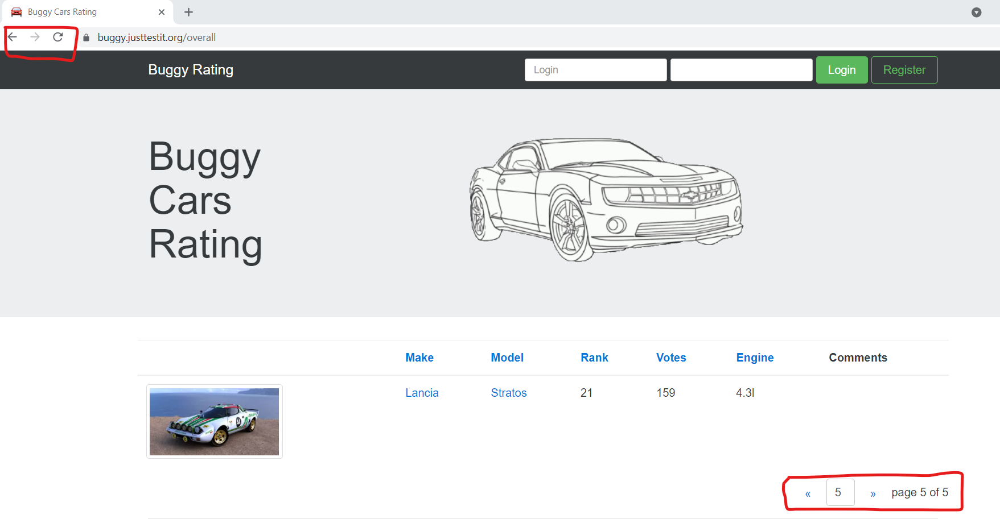 Buggy Cars Rating
buggy.justtestit.org/overall
Buggy Rating Login Login Register
Buggy
Cars
Rating
Make Model Rank Votes Engine Comments
Lancia Stratos 21 159 4.3l
« 5 » page 5 of 5